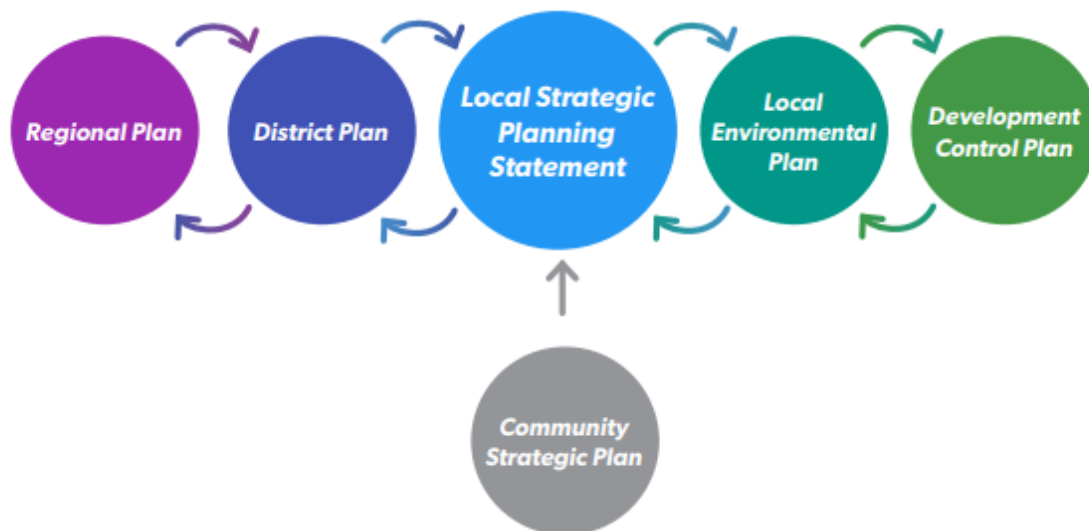 Regional Plan
District Plan
Local Strategic
Planning
Statement
Local
Environmental
Plan
Development
Control Plan
Community
Strategic Plan